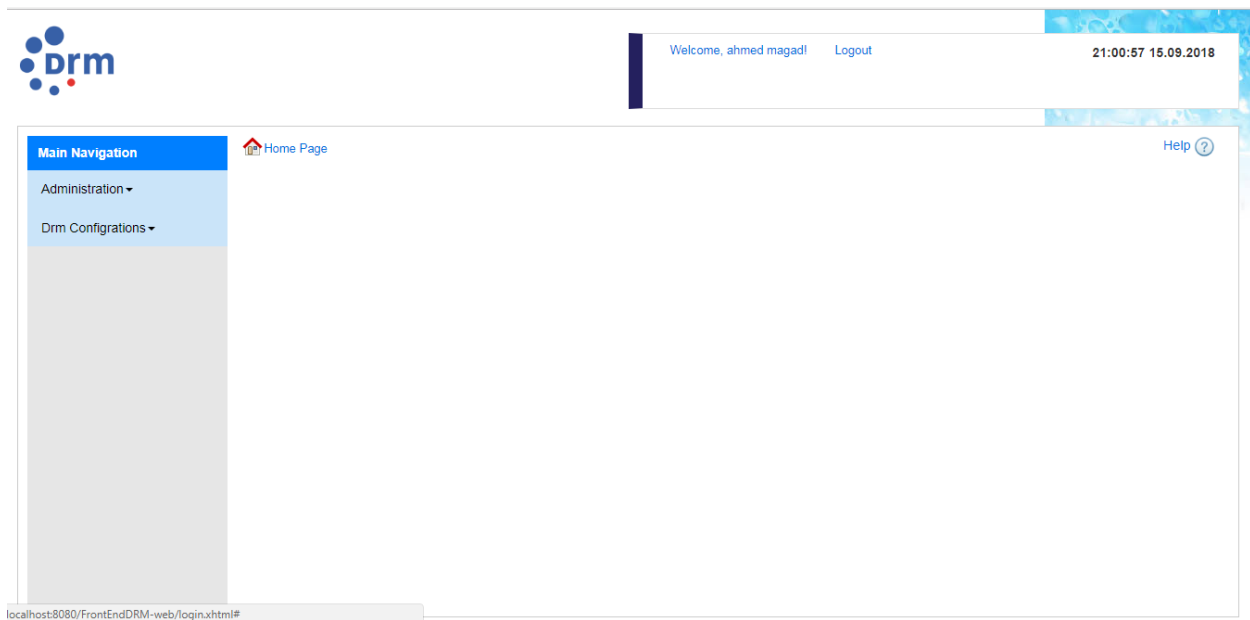 Drm
Welcome, ahmed magad! Logout
21:00:57 15.09.2018
Main Navigation
Home Page
Help ?
Administration
Drm Configrations
localhost:8080/FrontEndDRM-web/login.xhtml#